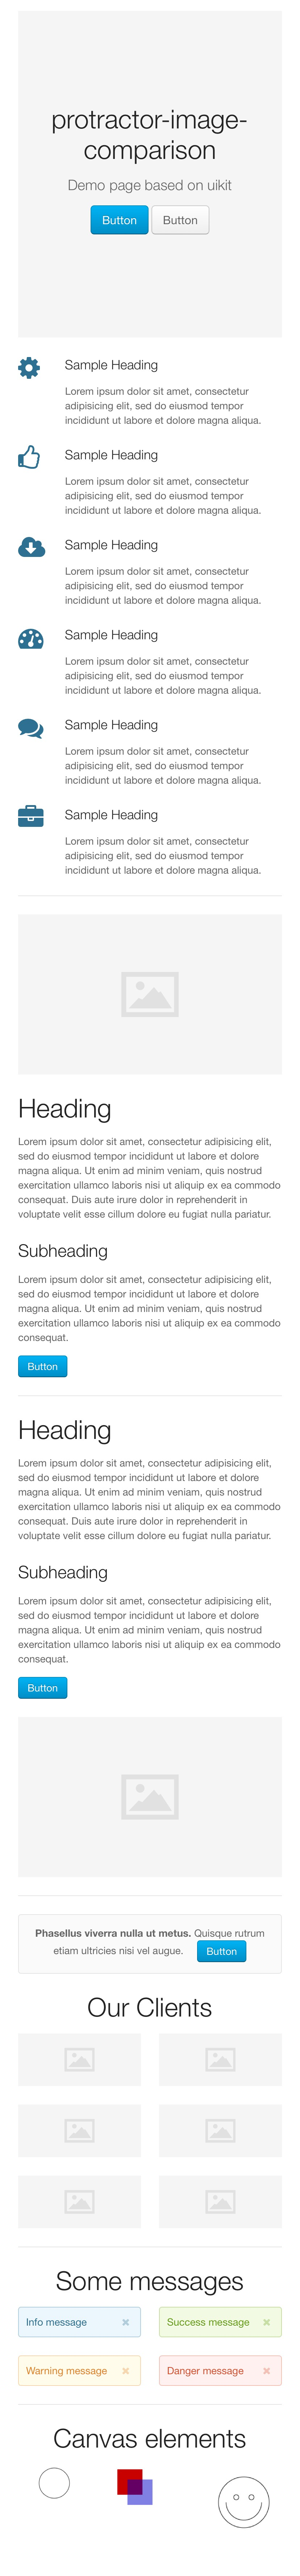 protractor-image-
comparison
Demo page based on uikit
Button Button
Sample Heading
Lorem ipsum dolor sit amet, consectetur
adipisicing elit, sed do eiusmod tempor
incididunt ut labore et dolore magna aliqua.
Sample Heading
Lorem ipsum dolor sit amet, consectetur
adipisicing elit, sed do eiusmod tempor
incididunt ut labore et dolore magna aliqua.
Sample Heading
Lorem ipsum dolor sit amet, consectetur
adipisicing elit, sed do eiusmod tempor
incididunt ut labore et dolore magna aliqua.
Sample Heading
Lorem ipsum dolor sit amet, consectetur
adipisicing elit, sed do eiusmod tempor
incididunt ut labore et dolore magna aliqua.
Sample Heading
Lorem ipsum dolor sit amet, consectetur
adipisicing elit, sed do eiusmod tempor
incididunt ut labore et dolore magna aliqua.
Sample Heading
Lorem ipsum dolor sit amet, consectetur
adipisicing elit, sed do eiusmod tempor
incididunt ut labore et dolore magna aliqua.
Heading
Lorem ipsum dolor sit amet, consectetur adipisicing elit,
sed do eiusmod tempor incididunt ut labore et dolore
magna aliqua. Ut enim ad minim veniam, quis nostrud
exercitation ullamco laboris nisi ut aliquip ex ea commodo
consequat. Duis aute irure dolor in reprehenderit in
voluptate velit esse cillum dolore eu fugiat nulla pariatur.
Subheading
Lorem ipsum dolor sit amet, consectetur adipisicing elit,
sed do eiusmod tempor incididunt ut labore et dolore
magna aliqua. Ut enim ad minim veniam, quis nostrud
exercitation ullamco laboris nisi ut aliquip ex ea commodo
consequat.
Button
Heading
Lorem ipsum dolor sit amet, consectetur adipisicing elit,
sed do eiusmod tempor incididunt ut labore et dolore
magna aliqua. Ut enim ad minim veniam, quis nostrud
exercitation ullamco laboris nisi ut aliquip ex ea commodo
consequat. Duis aute irure dolor in reprehenderit in
voluptate velit esse cillum dolore eu fugiat nulla pariatur.
Subheading
Lorem ipsum dolor sit amet, consectetur adipisicing elit,
sed do eiusmod tempor incididunt ut labore et dolore
magna aliqua. Ut enim ad minim veniam, quis nostrud
exercitation ullamco laboris nisi ut aliquip ex ea commodo
consequat.
Button
Phasellus viverra nulla ut metus. Quisque rutrum
etiam ultricies nisi vel augue. Button
Our Clients
Some messages
Info message
Success message
Warning message
Danger message
Canvas elements